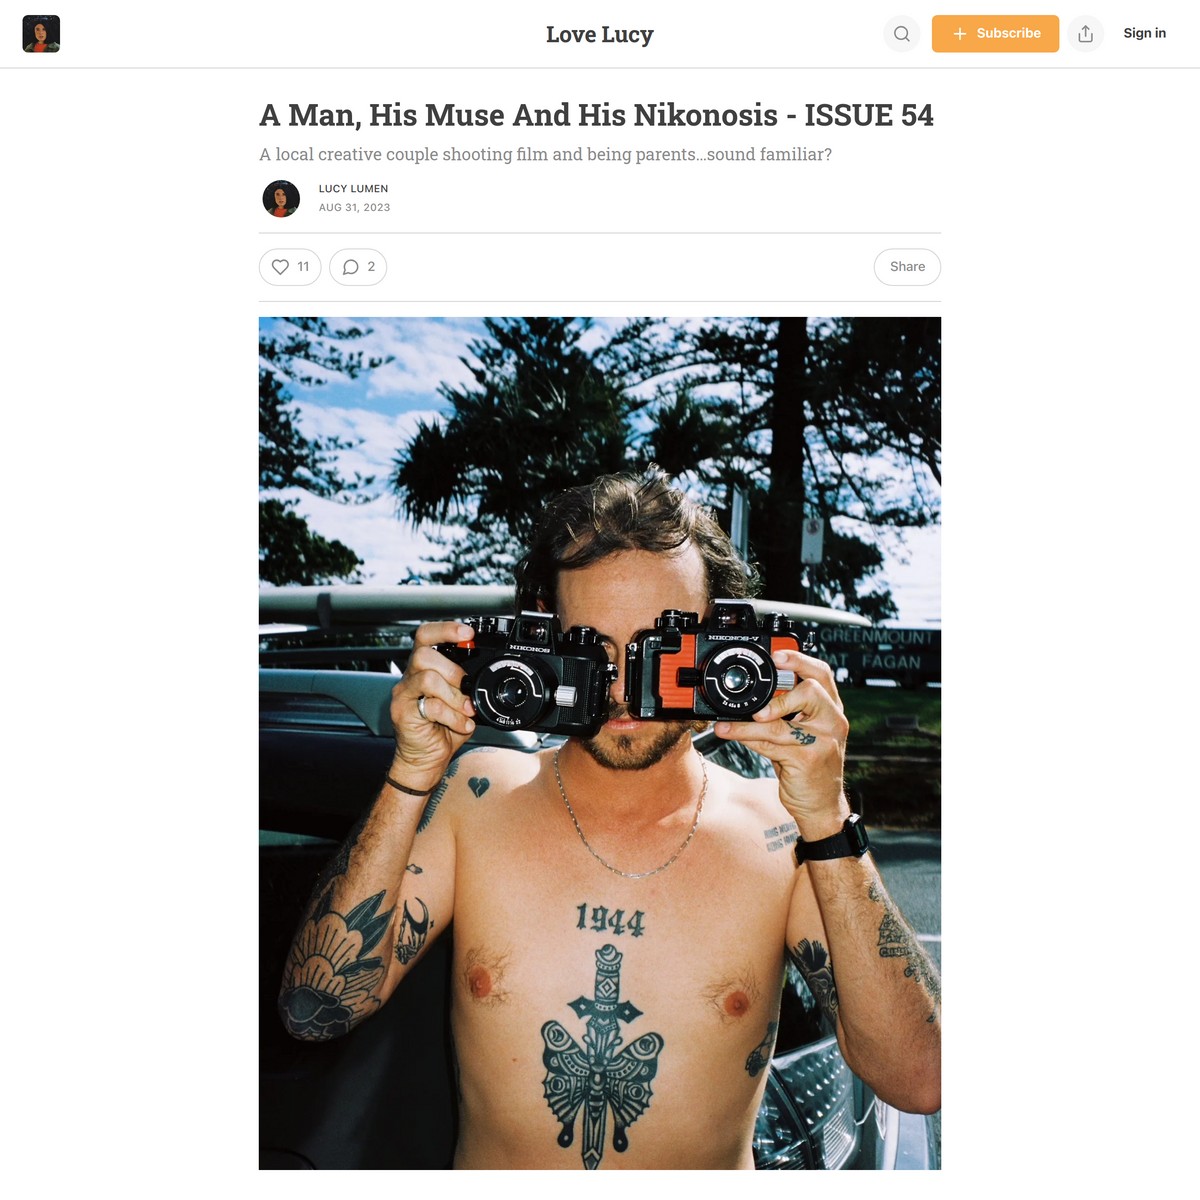 Love Lucy
Subscribe
Sign in
A Man, His Muse And His Nikonosis - ISSUE 54
A local creative couple shooting film and being parents...sound familiar?
LUCY LUMEN
AUG 31, 2023
11
2
Share
GREENMOUNT
PAT FAGAN
NIKONOS
NIKONOS-V
1944